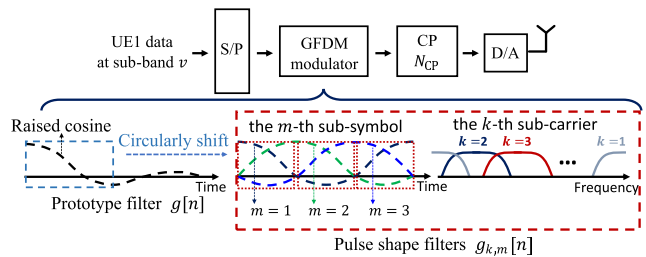 UE1 data
at sub-band v
S/P
GFDM
modulator
CP
N_CP
D/A
Raised cosine
Circularly shift
Time
Prototype filter g[n]
the m-th sub-symbol
Time
m = 1
m = 2
m = 3
the k-th sub-carrier
k=2
k=3
k=1
Frequency
Pulse shape filters g_{k,m}[n]